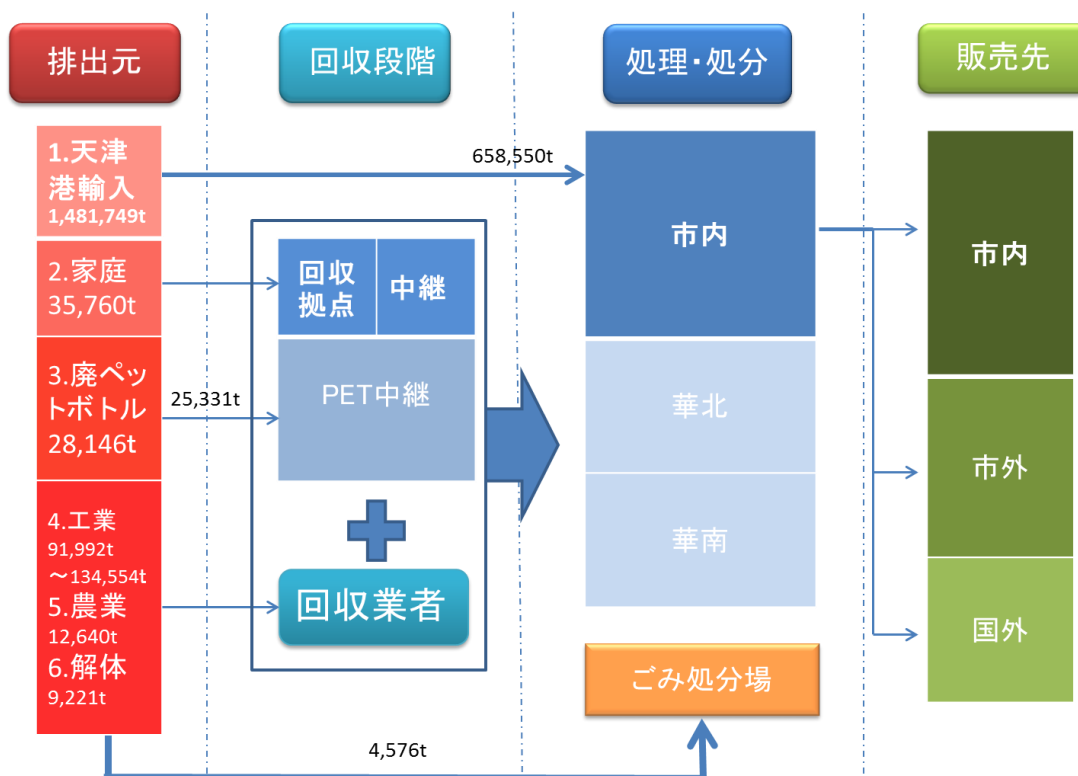 排出元
回収段階
処理・処分
販売先
1.天津
港輸入
1,481,749t
658,550t
2.家庭
35,760t
回収
拠点
中継
3.廃ペッ
トボトル
28,146t
25,331t
PET中継
4.工業
91,992t
～134,554t
5.農業
12,640t
6.解体
9,221t
回収業者
市内
華北
華南
ごみ処分場
4,576t
市内
市外
国外